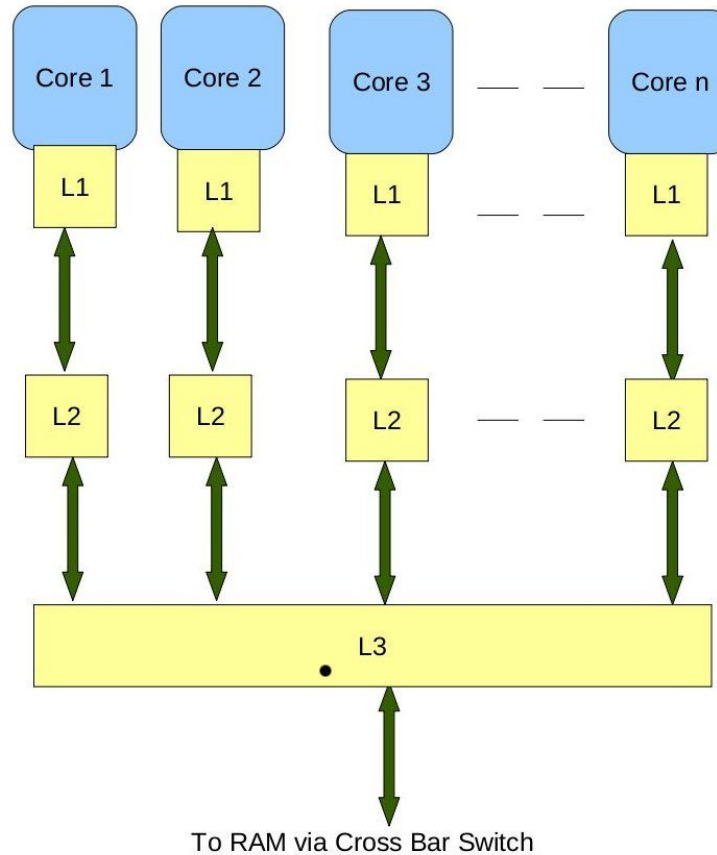 Core 1 Core 2 Core 3 Core n
L1 L1 L1 L1
L2 L2 L2 L2
L3
To RAM via Cross Bar Switch